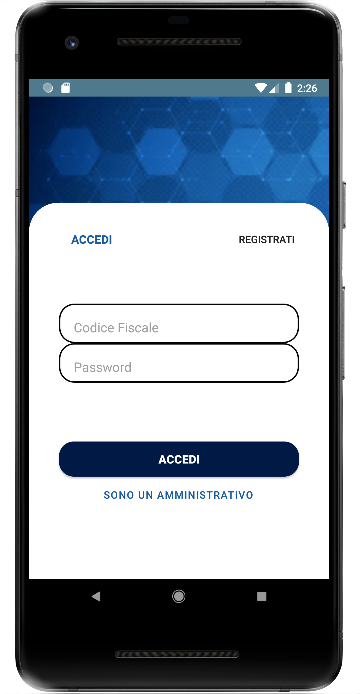 2:26
ACCEDI
REGISTRATI
Codice Fiscale
Password
ACCEDI
SONO UN AMMINISTRATIVO